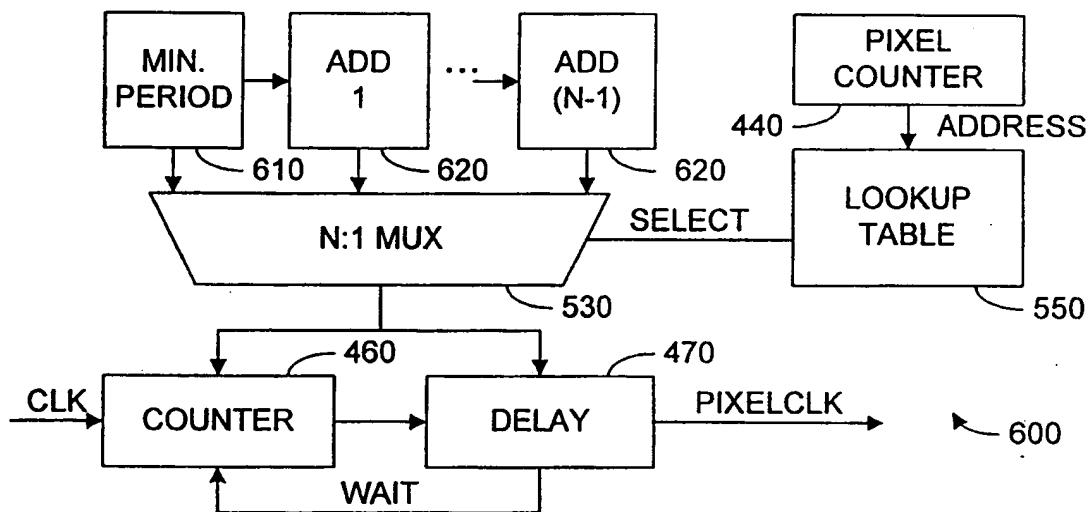 MIN.
PERIOD
ADD
1
...
ADD
(N-1)
PIXEL
COUNTER
610
620
620
440
ADDRESS
LOOKUP
TABLE
SELECT
N:1 MUX
530
550
460
470
CLK
COUNTER
DELAY
PIXELCLK
600
WAIT